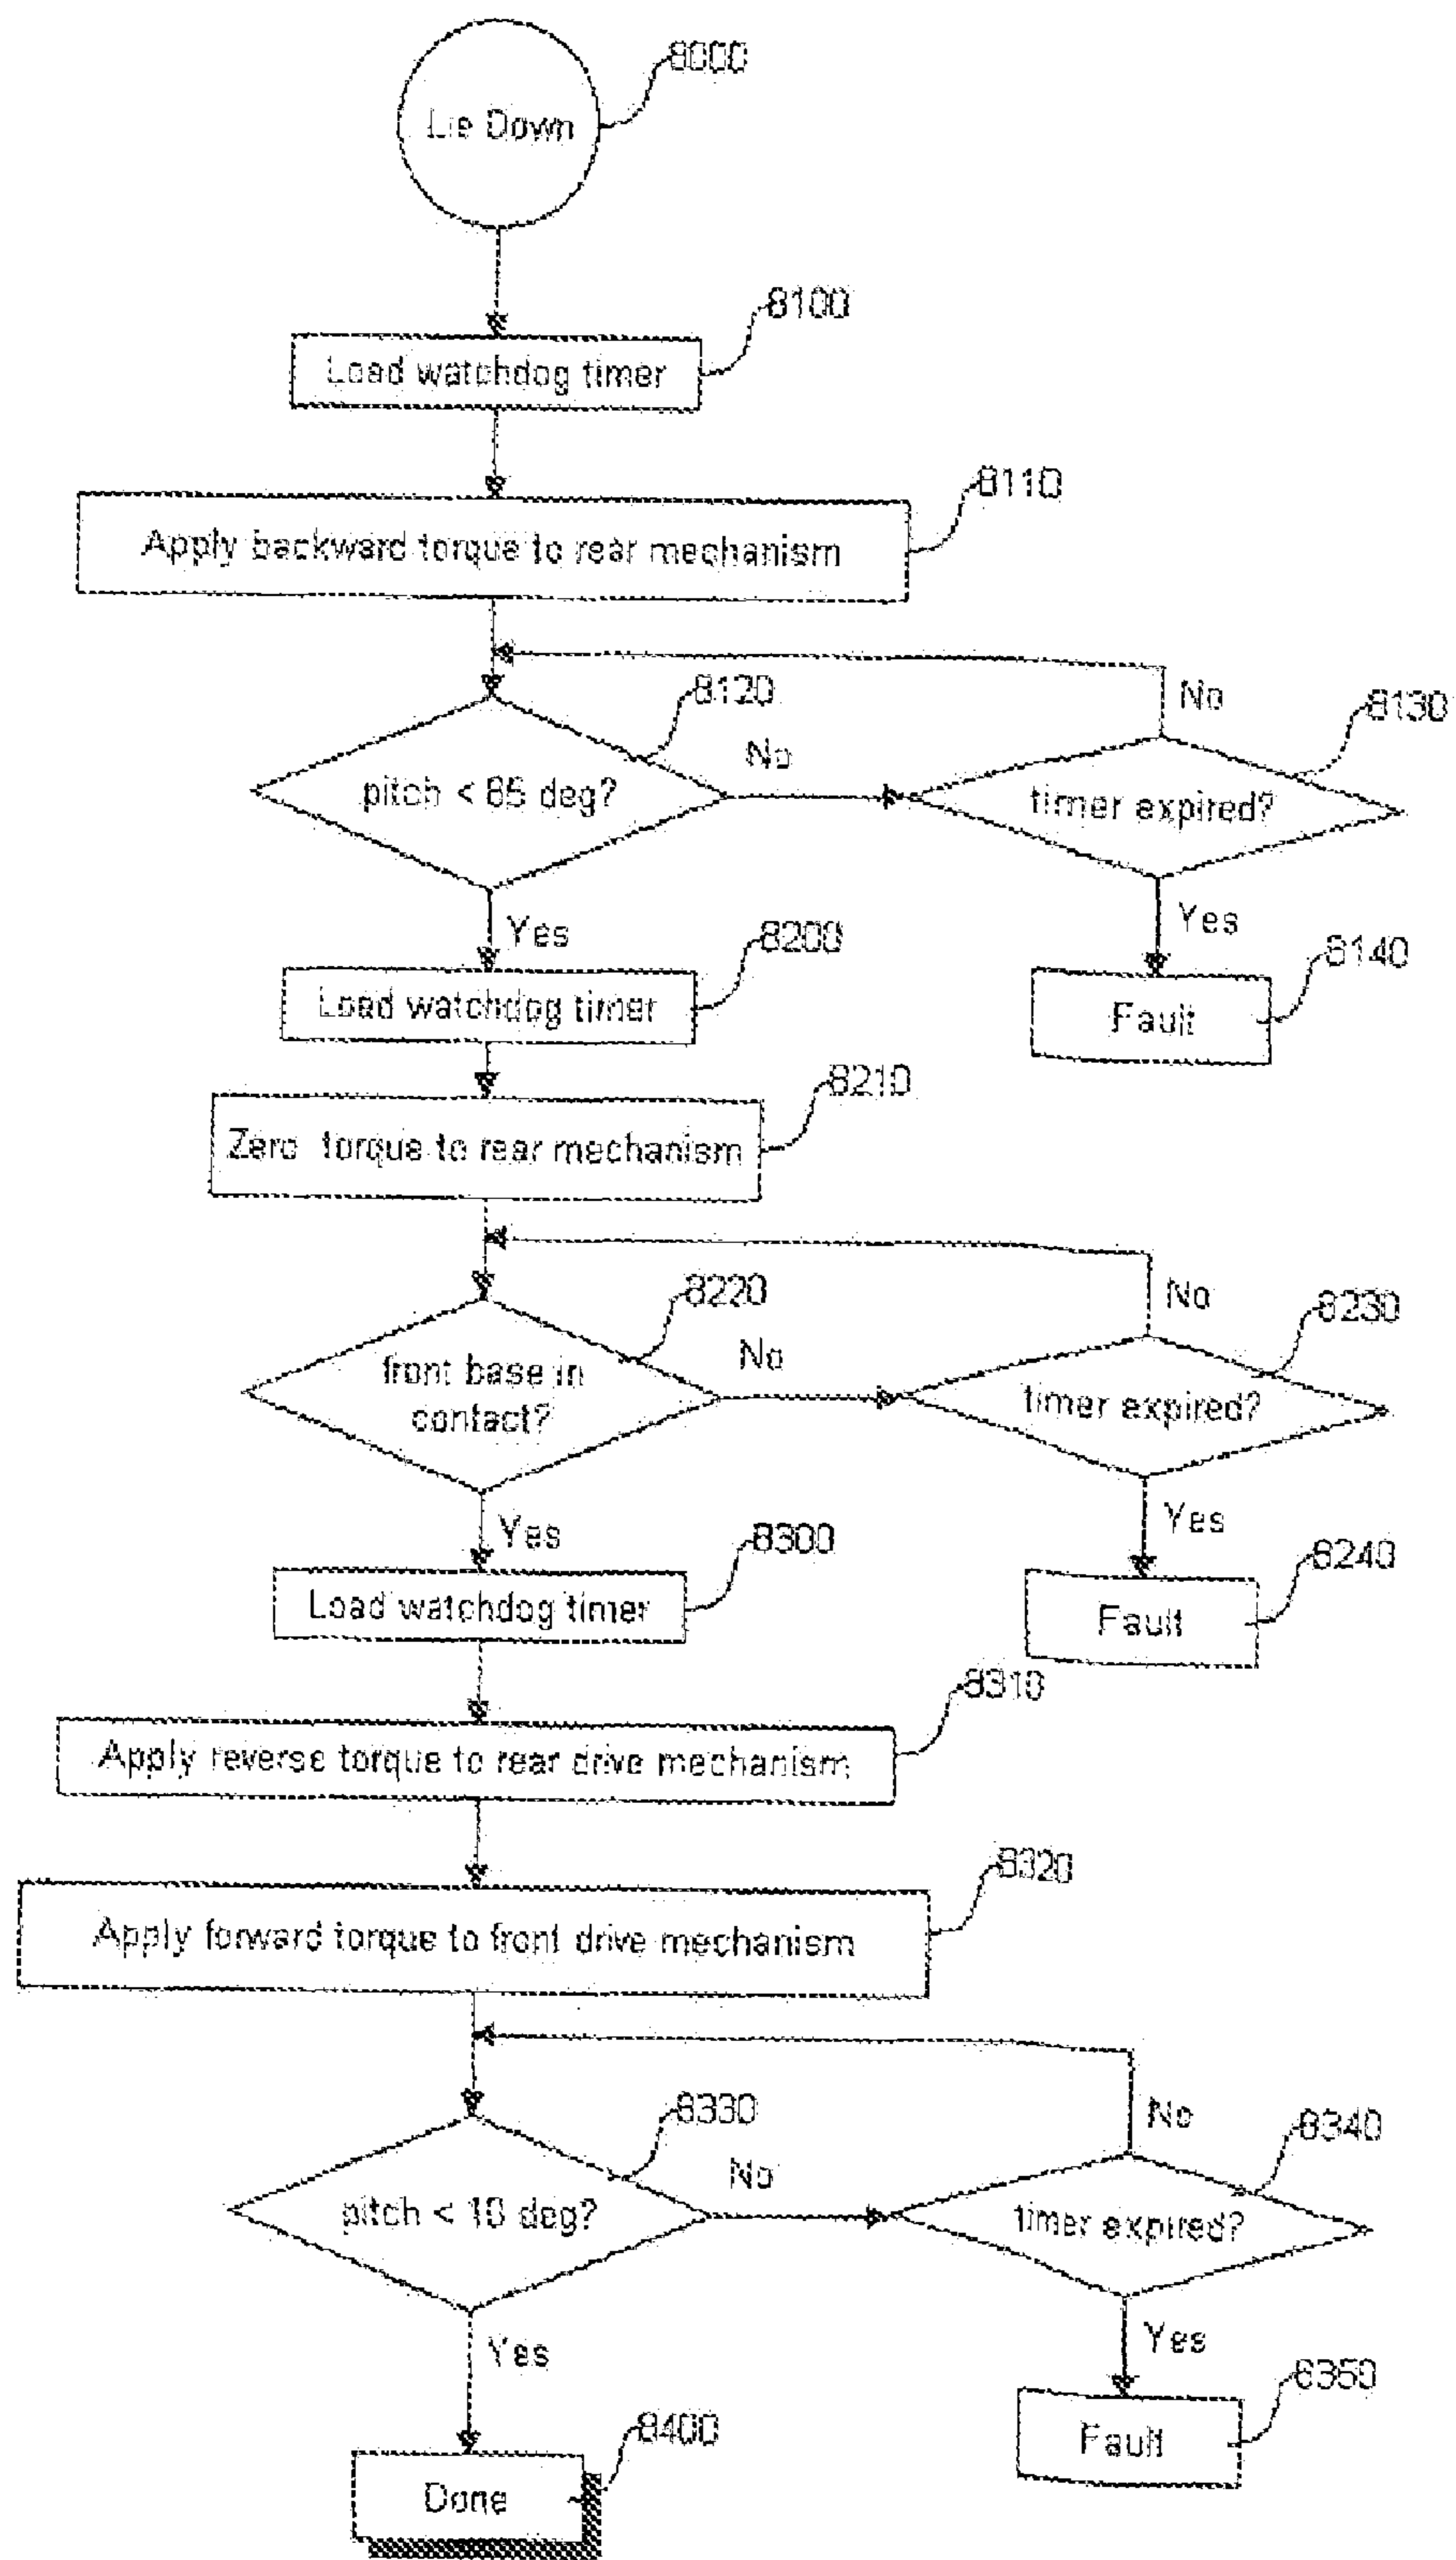 8000
Lie Down
8100
Load watchdog timer
8110
Apply backward torque to rear mechanism
8120
No
8130
pitch < 85 deg?
No
timer expired?
Yes
8200
Yes
8140
Load watchdog timer
Fault
8210
Zero torque to rear mechanism
8220
No
8230
front base in
contact?
No
timer expired?
Yes
8300
Yes
8240
Load watchdog timer
Fault
8310
Apply reverse torque to rear drive mechanism
8320
Apply forward torque to front drive mechanism
8330
No
8340
pitch < 10 deg?
No
timer expired?
Yes
Yes
8350
8400
Fault
Done